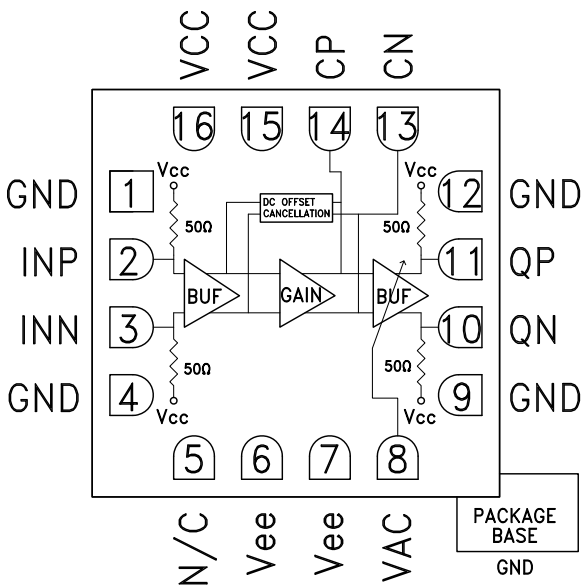 VCC
VCC
CP
CN
16
15
14
13
GND
1
Vcc
Vcc
12
GND
DC OFFSET
CANCELLATION
50Ω
50Ω
INP
2
11
QP
BUF
GAIN
BUF
INN
3
10
QN
50Ω
50Ω
GND
4
Vcc
Vcc
9
GND
5
6
7
8
N/C
Vee
Vee
VAC
PACKAGE
BASE
GND